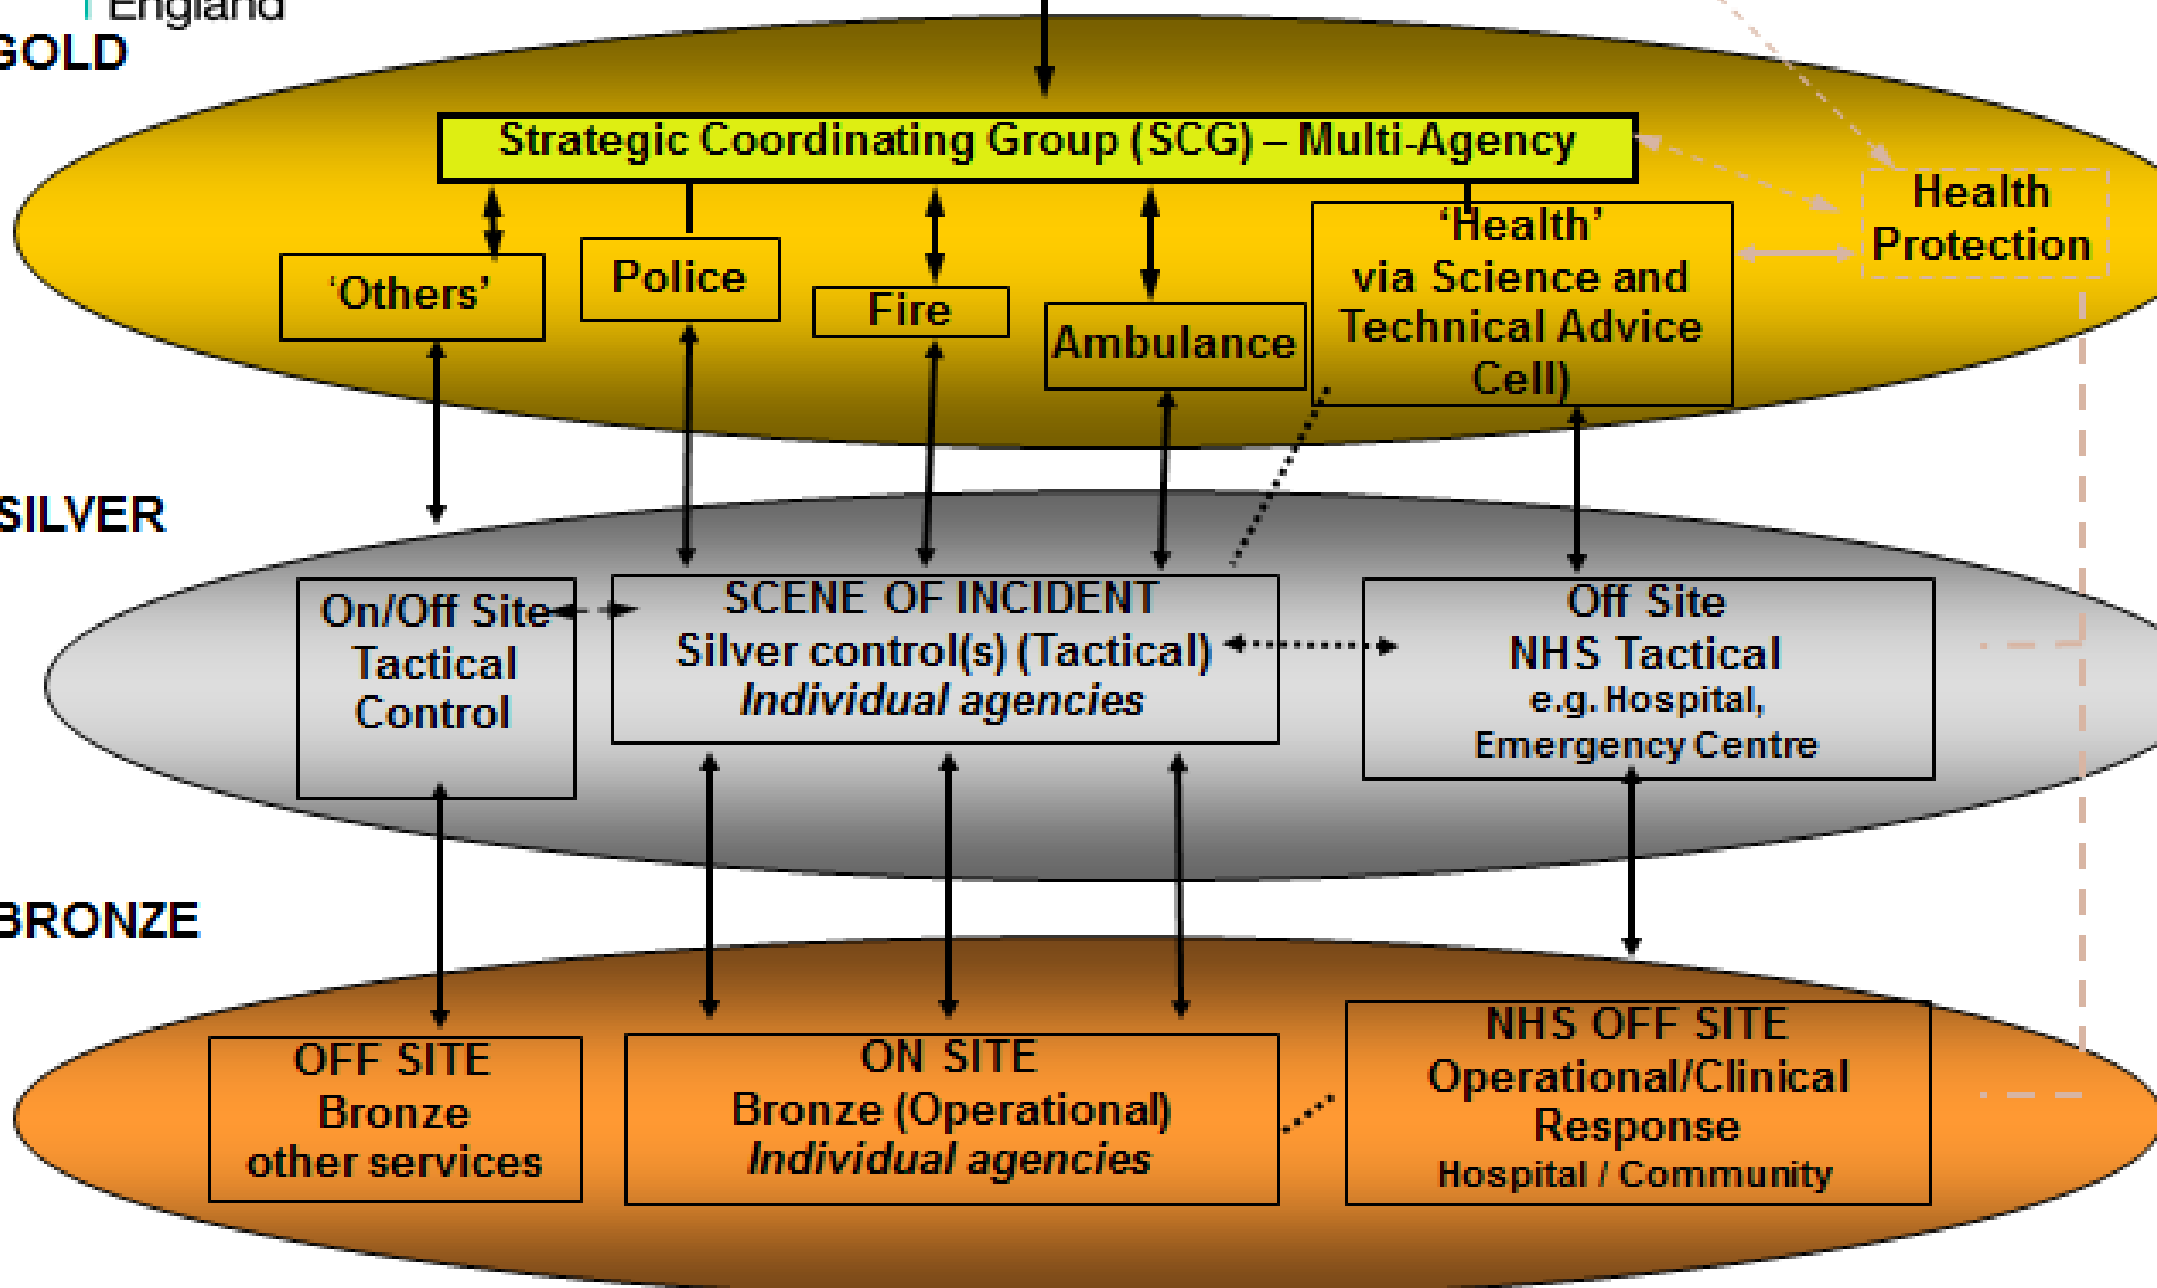 England
GOLD
Strategic Coordinating Group (SCG) – Multi-Agency
Health
Protection
'Others'
Police
Fire
Ambulance
'Health'
via Science and
Technical Advice
Cell)
SILVER
On/Off Site
Tactical
Control
SCENE OF INCIDENT
Silver control(s) (Tactical)
Individual agencies
Off Site
NHS Tactical
e.g. Hospital,
Emergency Centre
BRONZE
OFF SITE
Bronze
other services
ON SITE
Bronze (Operational)
Individual agencies
NHS OFF SITE
Operational/Clinical
Response
Hospital / Community